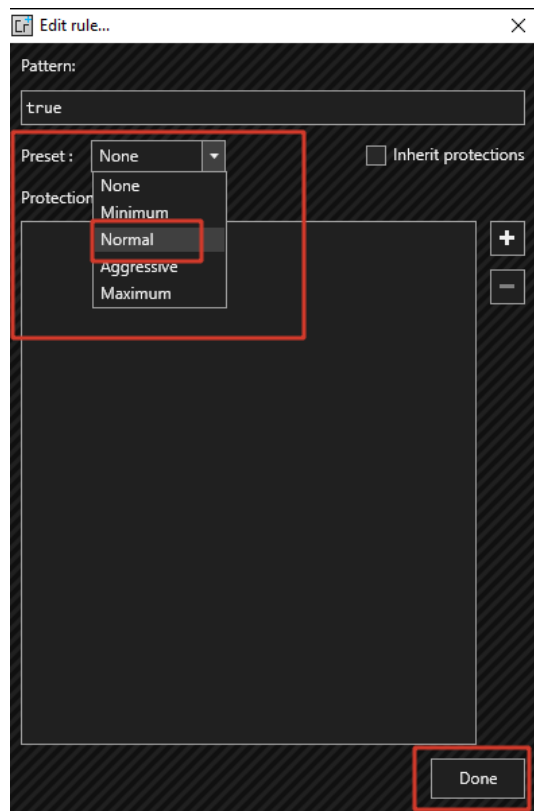 Edit rule...
Pattern:
true
Preset : None Inherit protections
None
Protection
Minimum
Normal
Aggressive
Maximum
Done